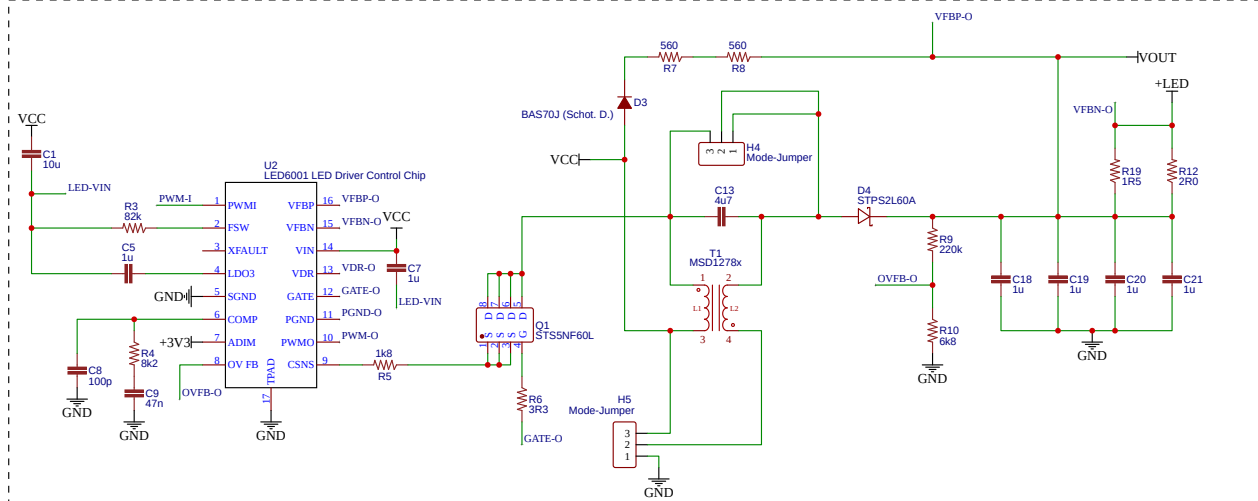 VFBP-O
560
560
R7
R8
VOUT
+LED
D3
BAS70J (Schot. D.)
VFBN-O
VCC
C1
10u
3
2
1
H4
Mode-Jumper
VCC
U2
LED6001 LED Driver Control Chip
R19
1R5
R12
2R0
LED-VIN
PWM-I
1
PWMI
VFBP
16
VFBP-O
C13
4u7
D4
STPS2L60A
R3
82k
2
FSW
VFBN
15
VFBN-O
VCC
3
XFAULT
VIN
14
R9
220k
C5
1u
4
LDO3
VDR
13
VDR-O
C7
1u
T1
MSD1278x
1
2
GND
5
SGND
GATE
12
GATE-O
LED-VIN
OVFB-O
C18
1u
C19
1u
C20
1u
C21
1u
8
7
6
5
D
D
D
D
S
S
S
G
1
2
3
4
Q1
STS5NF60L
L1
L2
3
4
6
COMP
PGND
11
PGND-O
+3V3
7
ADIM
PWMO
10
PWM-O
R10
6k8
GND
R4
8k2
8
OV FB
CSNS
9
1k8
R5
TPAD
17
C8
100p
GND
OVFB-O
C9
47n
GND
GND
R6
3R3
GATE-O
GND
H5
Mode-Jumper
3
2
1
GND